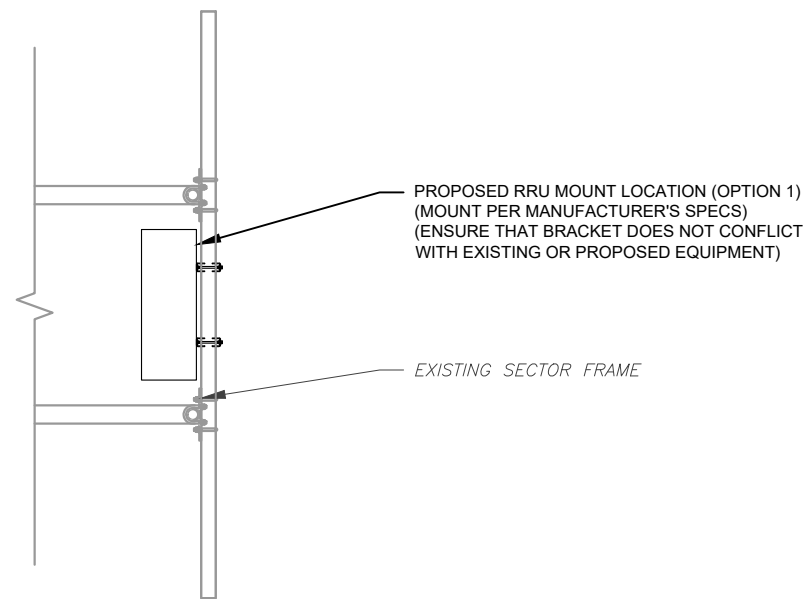 PROPOSED RRU MOUNT LOCATION (OPTION 1)
(MOUNT PER MANUFACTURER'S SPECS)
(ENSURE THAT BRACKET DOES NOT CONFLICT
WITH EXISTING OR PROPOSED EQUIPMENT)
EXISTING SECTOR FRAME